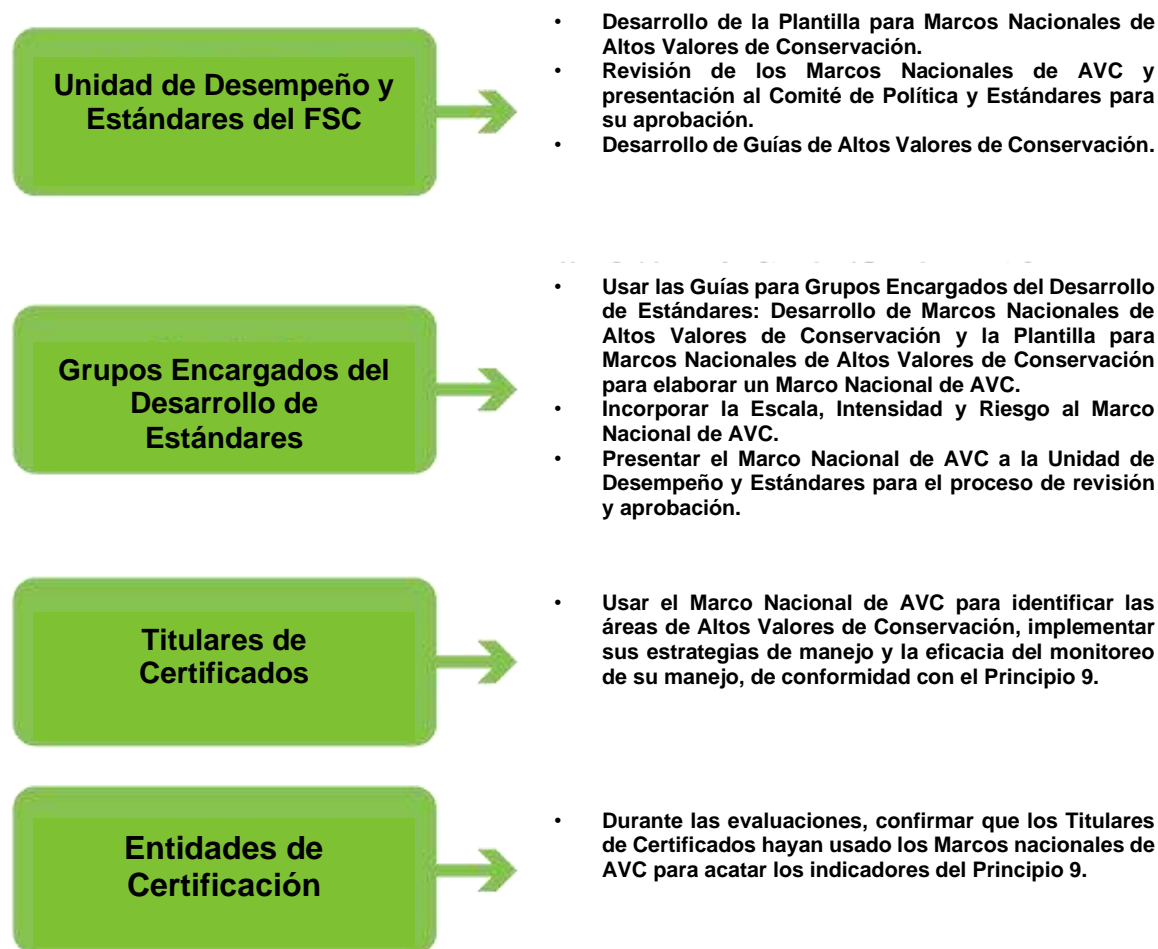 Unidad de Desempeño y
Estándares del FSC
• Desarrollo de la Plantilla para Marcos Nacionales de
Altos Valores de Conservación.
• Revisión de los Marcos Nacionales de AVC y
presentación al Comité de Política y Estándares para
su aprobación.
• Desarrollo de Guías de Altos Valores de Conservación.
Grupos Encargados del
Desarrollo de
Estándares
• Usar las Guías para Grupos Encargados del Desarrollo
de Estándares: Desarrollo de Marcos Nacionales de
Altos Valores de Conservación y la Plantilla para
Marcos Nacionales de Altos Valores de Conservación
para elaborar un Marco Nacional de AVC.
• Incorporar la Escala, Intensidad y Riesgo al Marco
Nacional de AVC.
• Presentar el Marco Nacional de AVC a la Unidad de
Desempeño y Estándares para el proceso de revisión
y aprobación.
Titulares de
Certificados
• Usar el Marco Nacional de AVC para identificar las
áreas de Altos Valores de Conservación, implementar
sus estrategias de manejo y la eficacia del monitoreo
de su manejo, de conformidad con el Principio 9.
Entidades de
Certificación
• Durante las evaluaciones, confirmar que los Titulares
de Certificados hayan usado los Marcos nacionales de
AVC para acatar los indicadores del Principio 9.